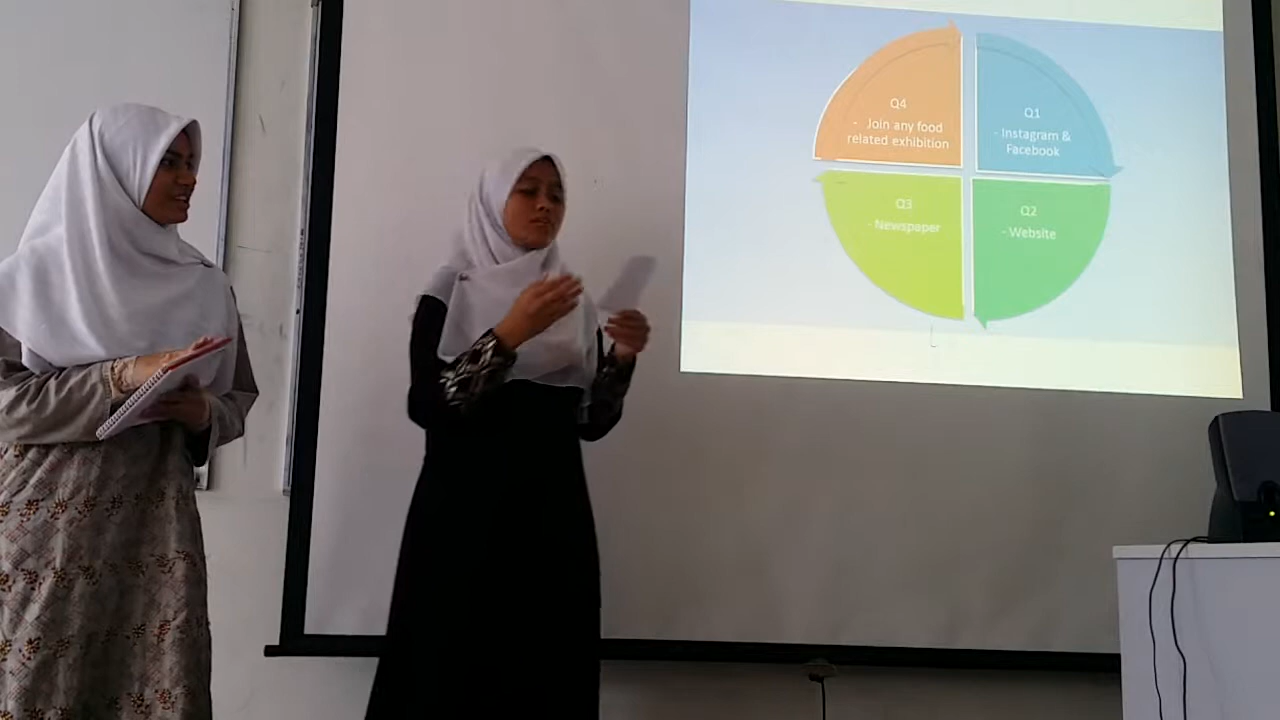 Q4
- Join any food
related exhibition
Q1
- Instagram &
Facebook
Q3
- Newspaper
Q2
- Website